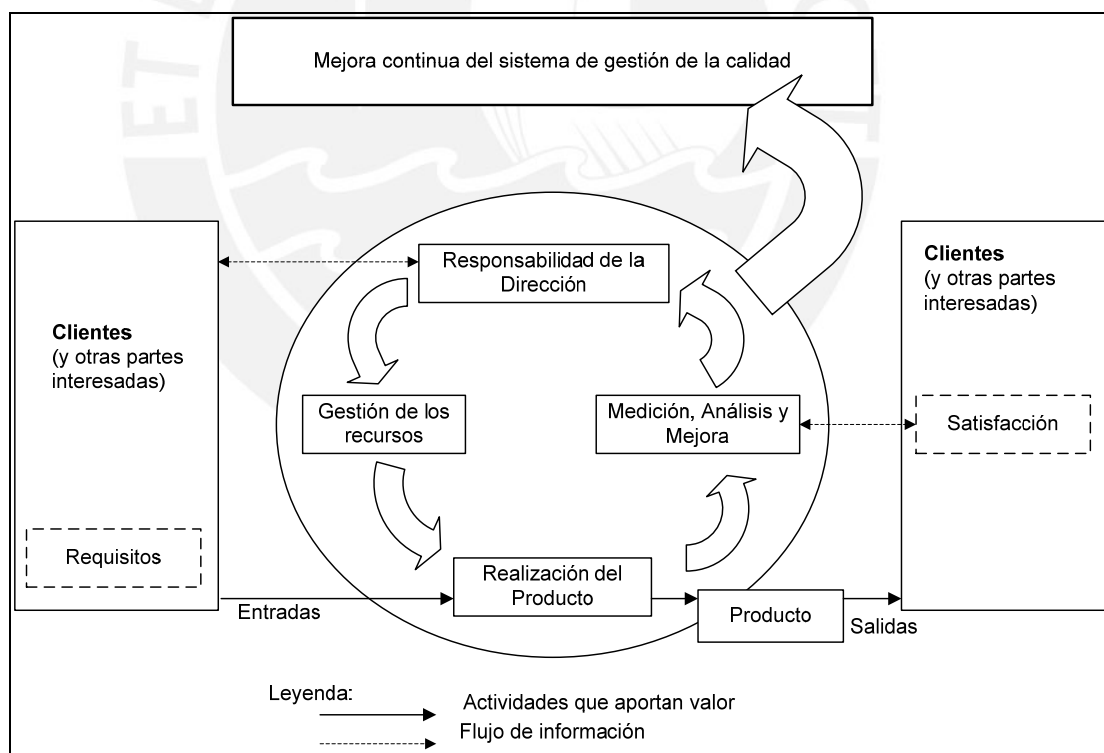 Mejora continua del sistema de gestión de la calidad
Clientes
(y otras partes
interesadas)
Requisitos
Responsabilidad de la
Dirección
Gestión de los
recursos
Medición, Análisis y
Mejora
Realización del
Producto
Entradas
Producto
Salidas
Clientes
(y otras partes
interesadas)
Satisfacción
Leyenda:
Actividades que aportan valor
Flujo de información